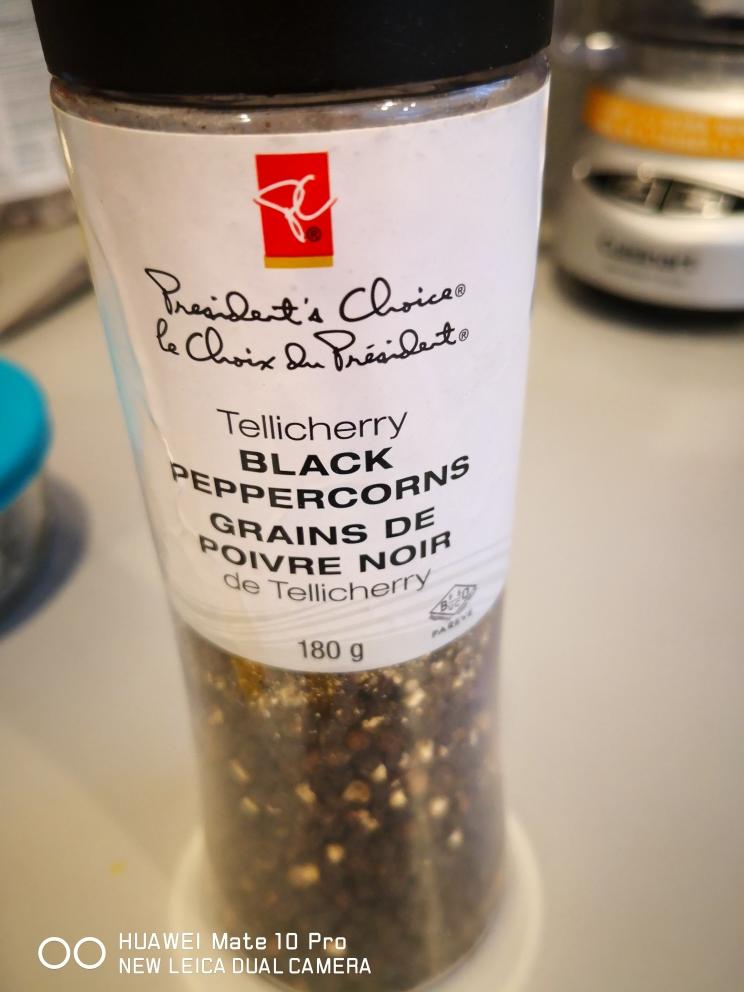 President's Choice®
le Choix du Président®
Tellicherry
BLACK
PEPPERCORNS
GRAINS DE
POIVRE NOIR
de Tellicherry
PAREVE
180 g
HUAWEI Mate 10 Pro
NEW LEICA DUAL CAMERA